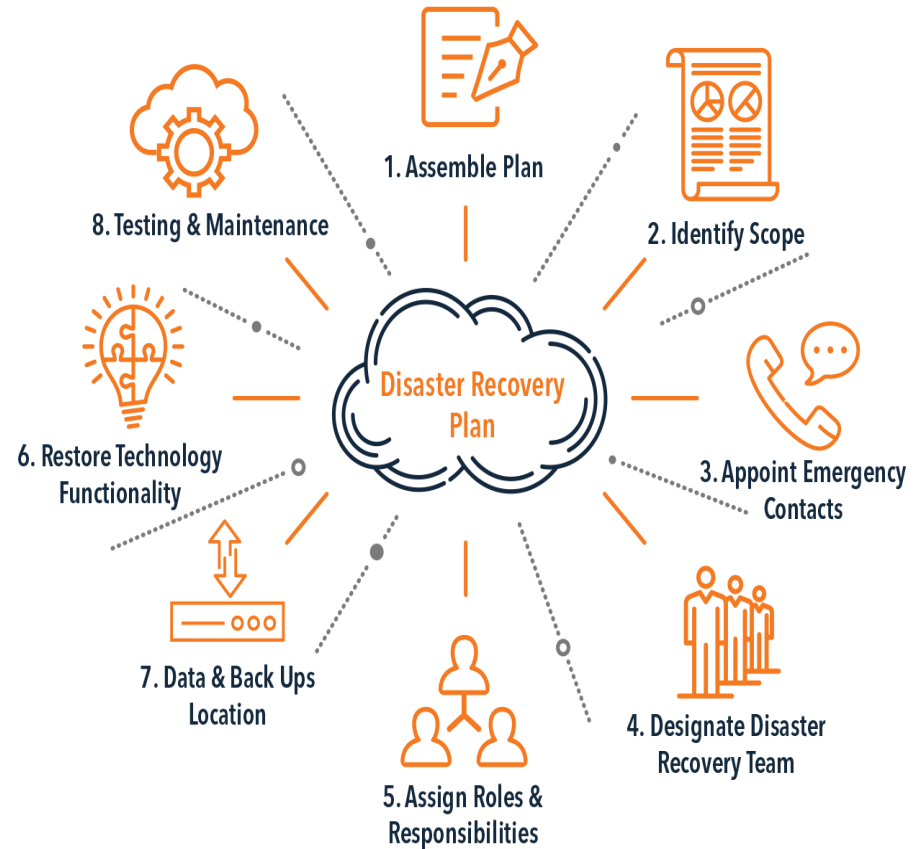 1. Assemble Plan
2. Identify Scope
3. Appoint Emergency
Contacts
4. Designate Disaster
Recovery Team
5. Assign Roles &
Responsibilities
7. Data & Back Ups
Location
6. Restore Technology
Functionality
8. Testing & Maintenance
Disaster Recovery
Plan